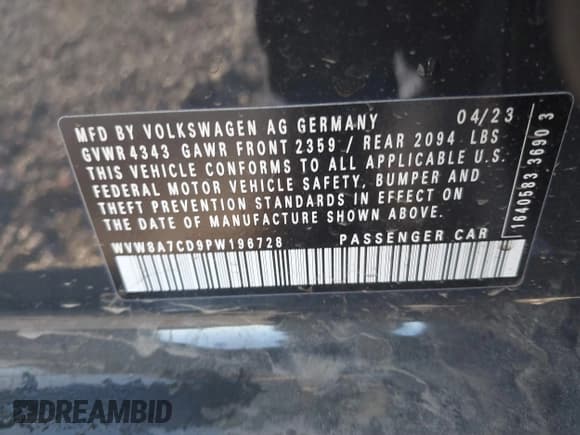 MFD BY VOLKSWAGEN AG GERMANY 04/23
GVWR 4343 GAWR FRONT 2359 / REAR 2094 LBS
THIS VEHICLE CONFORMS TO ALL APPLICABLE U.S.
FEDERAL MOTOR VEHICLE SAFETY, BUMPER AND
THEFT PREVENTION STANDARDS IN EFFECT ON
THE DATE OF MANUFACTURE SHOWN ABOVE.
WVW8A7CD9PW196728 PASSENGER CAR
1640583 3690 3
DREAMBID